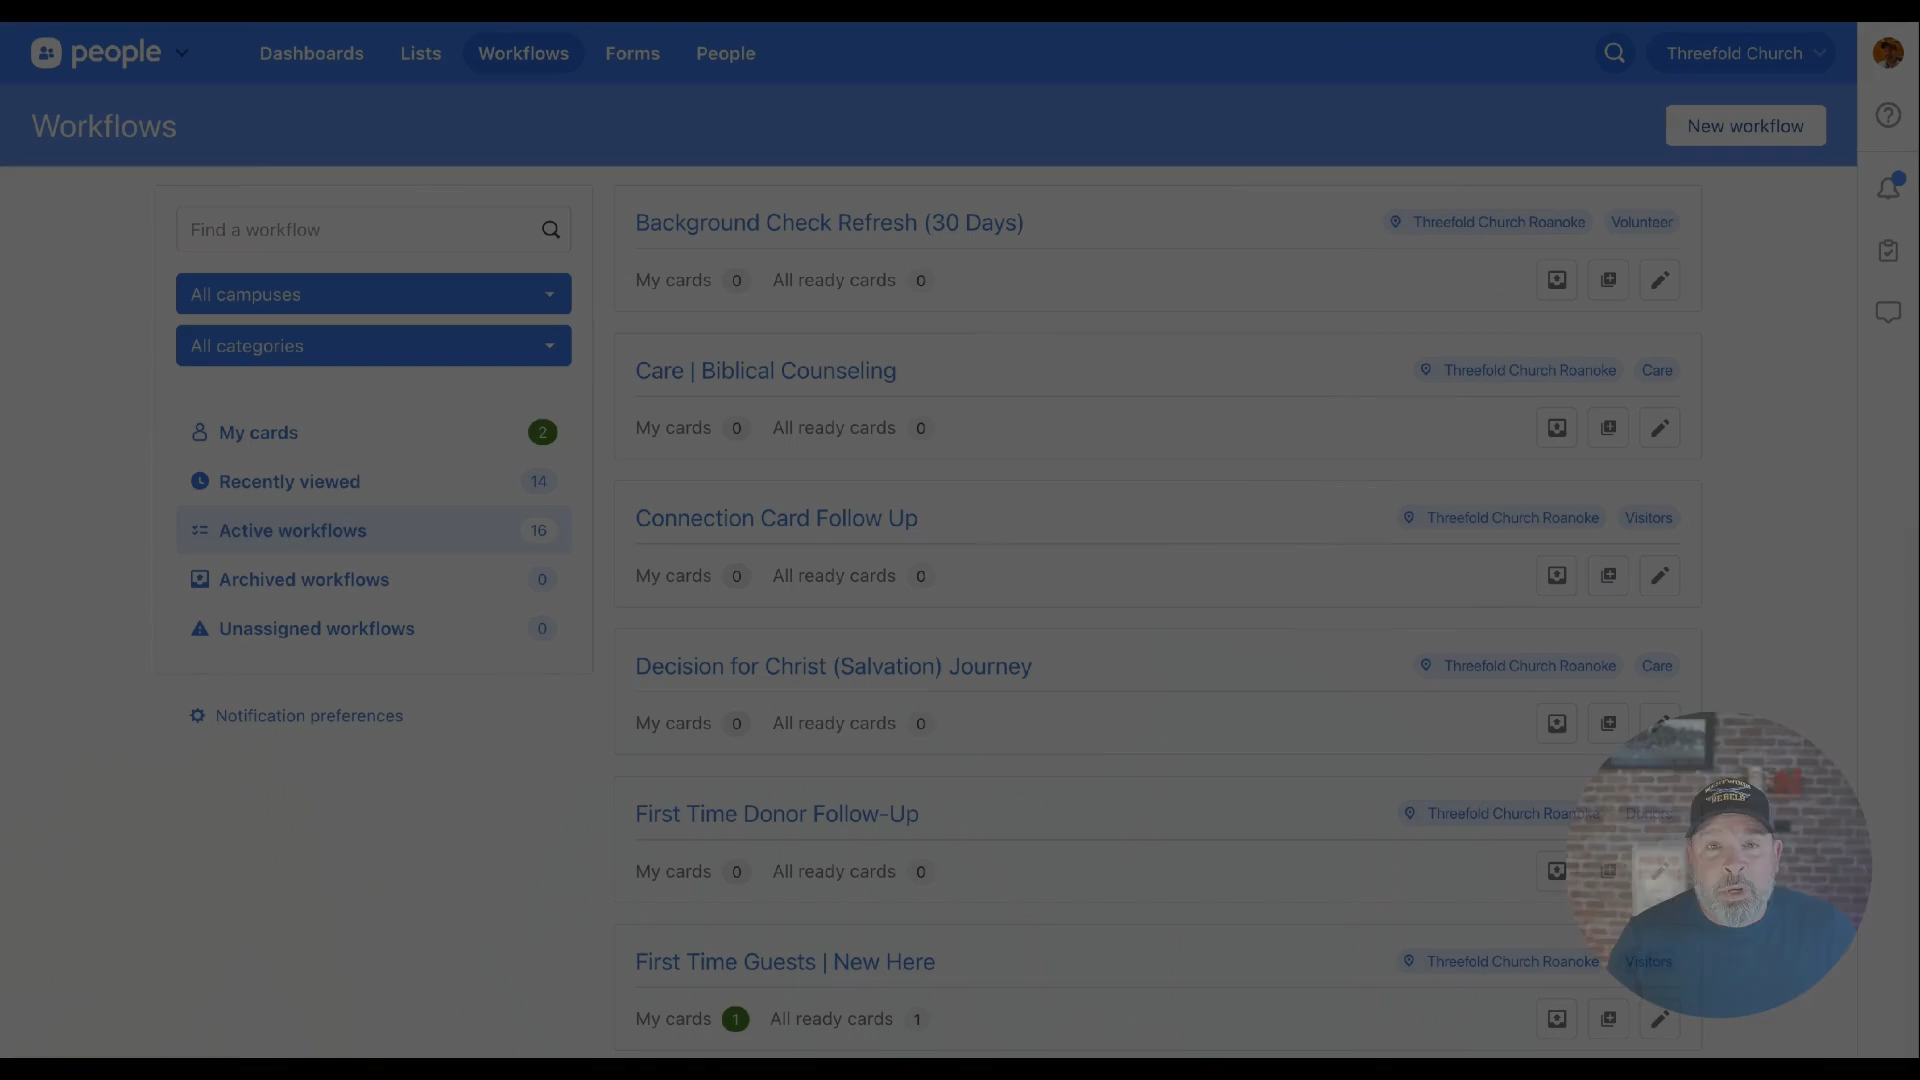 people
Dashboards
Lists
Workflows
Forms
People
Threefold Church
Workflows
New workflow
Find a workflow
All campuses
All categories
My cards 2
Recently viewed 14
Active workflows 16
Archived workflows 0
Unassigned workflows 0
Notification preferences
Background Check Refresh (30 Days)
Threefold Church Roanoke
Volunteer
My cards 0 All ready cards 0
Care | Biblical Counseling
Threefold Church Roanoke
Care
My cards 0 All ready cards 0
Connection Card Follow Up
Threefold Church Roanoke
Visitors
My cards 0 All ready cards 0
Decision for Christ (Salvation) Journey
Threefold Church Roanoke
Care
My cards 0 All ready cards 0
First Time Donor Follow-Up
Threefold Church Roanoke
My cards 0 All ready cards 0
REBELS
First Time Guests | New Here
Threefold Church Roanoke
Visitors
My cards 1 All ready cards 1